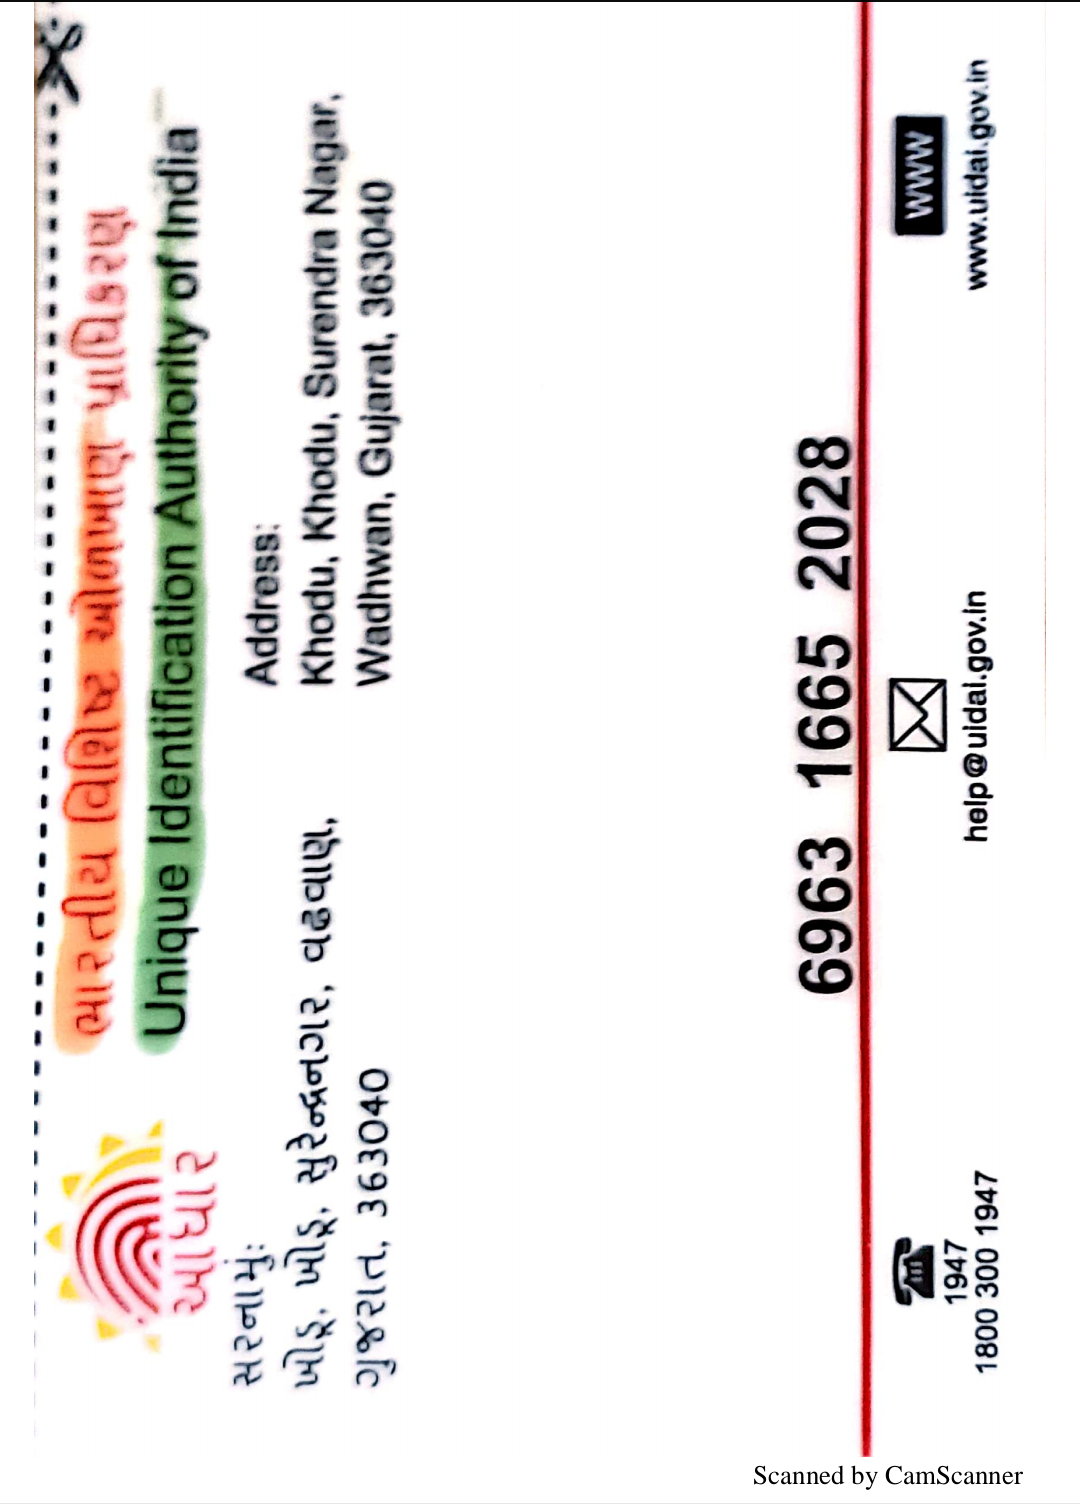 ભારતીય વિશિષ્ટ ઓળખાણ પ્રાધિકરણ
Unique Identification Authority of India
આધાર
સરનામું:
ખોડૂ, ખોડૂ, સુરેન્દ્રનગર, વઢવાણ,
ગુજરાત, 363040
Address:
Khodu, Khodu, Surendra Nagar,
Wadhwan, Gujarat, 363040
6963 1665 2028
1947
1800 300 1947
help@uidai.gov.in
WWW
www.uidai.gov.in
Scanned by CamScanner